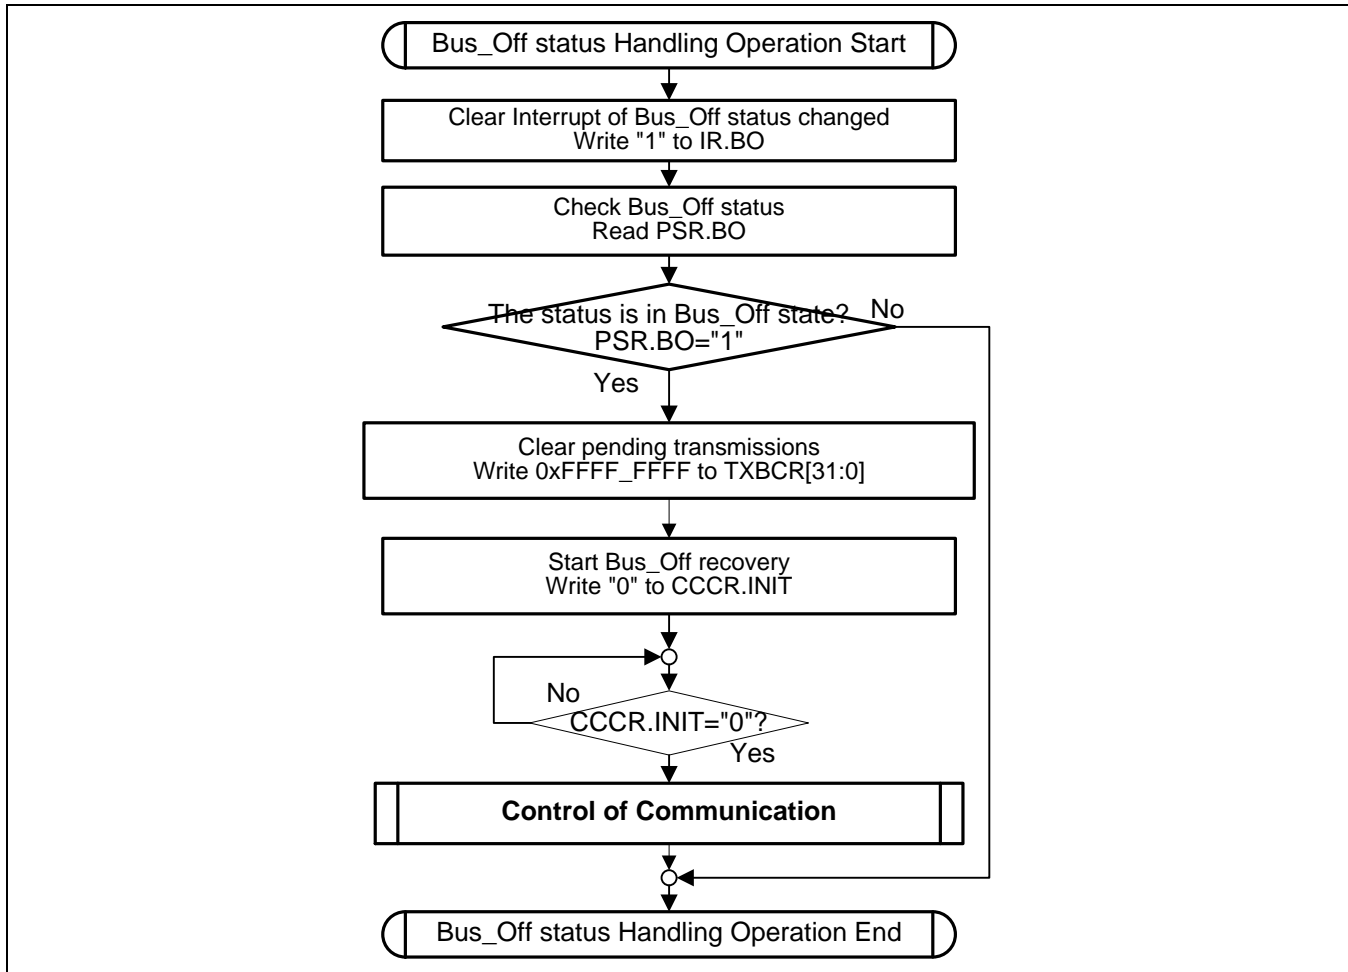 Bus_Off status Handling Operation Start
Clear Interrupt of Bus_Off status changed
Write "1" to IR.BO
Check Bus_Off status
Read PSR.BO
The status is in Bus_Off state?
No
PSR.BO="1"
Yes
Clear pending transmissions
Write 0xFFFF_FFFF to TXBCR[31:0]
Start Bus_Off recovery
Write "0" to CCCR.INIT
No
CCCR.INIT="0"?
Yes
Control of Communication
Bus_Off status Handling Operation End